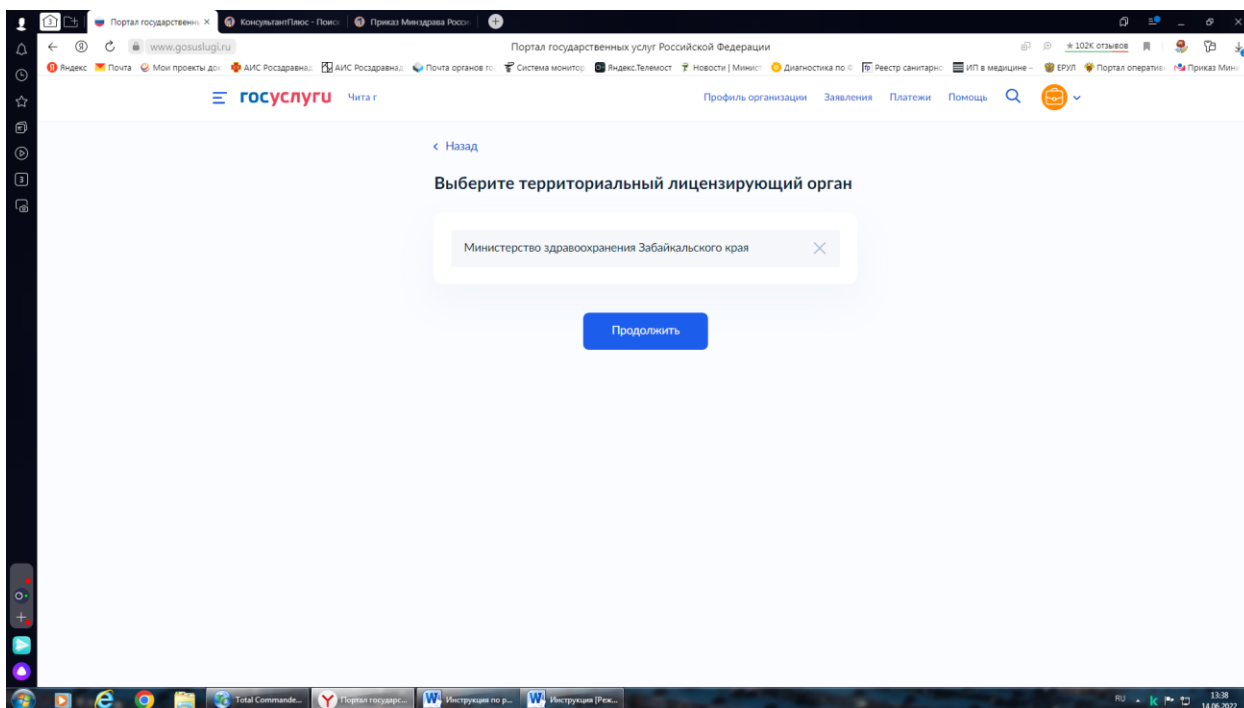 Портал государственнь
КонсультантПлюс - Поиск
Приказ Минздрава Росси
www.gosuslugi.ru
Портал государственных услуг Российской Федерации
102К отзывов
Яндекс
Почта
Мои проекты док
АИС Росздравнад
АИС Росздравнад
Почта органов го
Система монитор
Яндекс.Телемост
Новости | Минист
Диагностика по
Реестр санитарно
ИП в медицине –
ЕРУЛ
Портал оператив
Приказ Мин
госуслуги
Чита г
Профиль организации
Заявления
Платежи
Помощь
Назад
Выберите территориальный лицензирующий орган
Министерство здравоохранения Забайкальского края
Продолжить
Total Commande...
Портал государс...
Инструкция по р...
Инструкция [Реж...
RU
13:38
14.06.2022